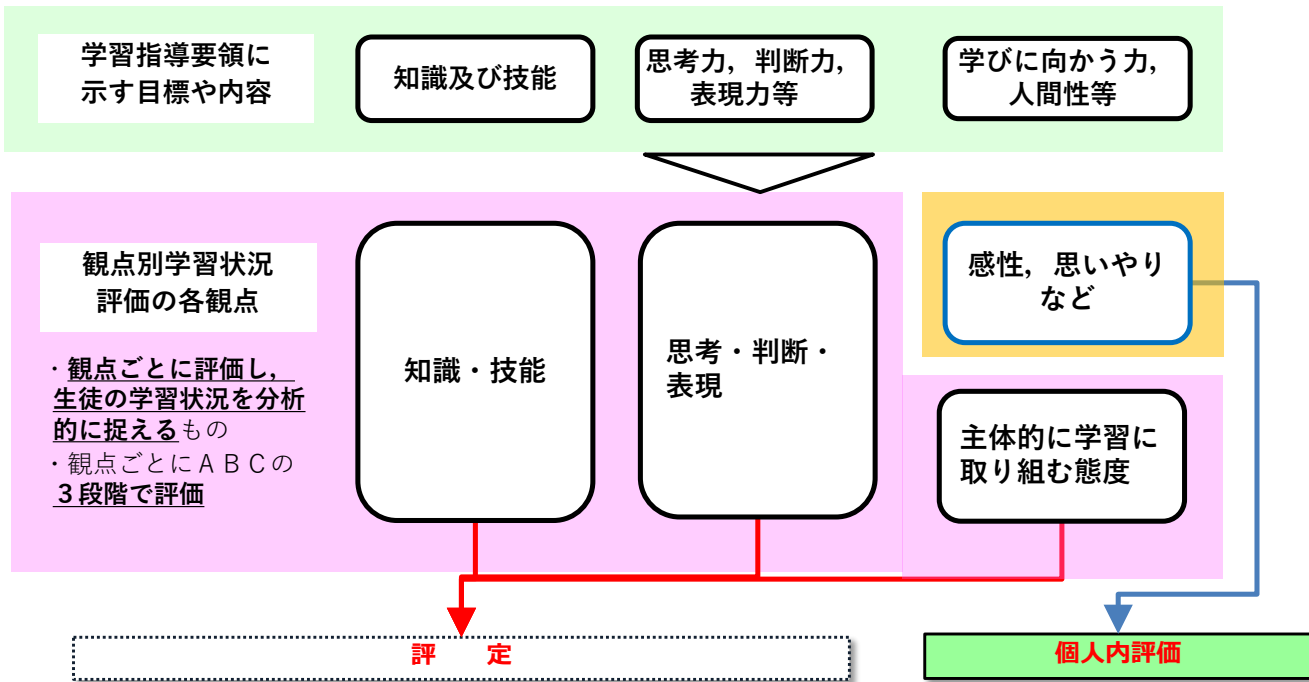 学習指導要領に
示す目標や内容
知識及び技能
思考力，判断力，
表現力等
学びに向かう力，
人間性等
観点別学習状況
評価の各観点
・観点ごとに評価し，
生徒の学習状況を分析
的に捉えるもの
・観点ごとにＡＢＣの
３段階で評価
知識・技能
思考・判断・
表現
感性，思いやり
など
主体的に学習に
取り組む態度
評　　定
個人内評価